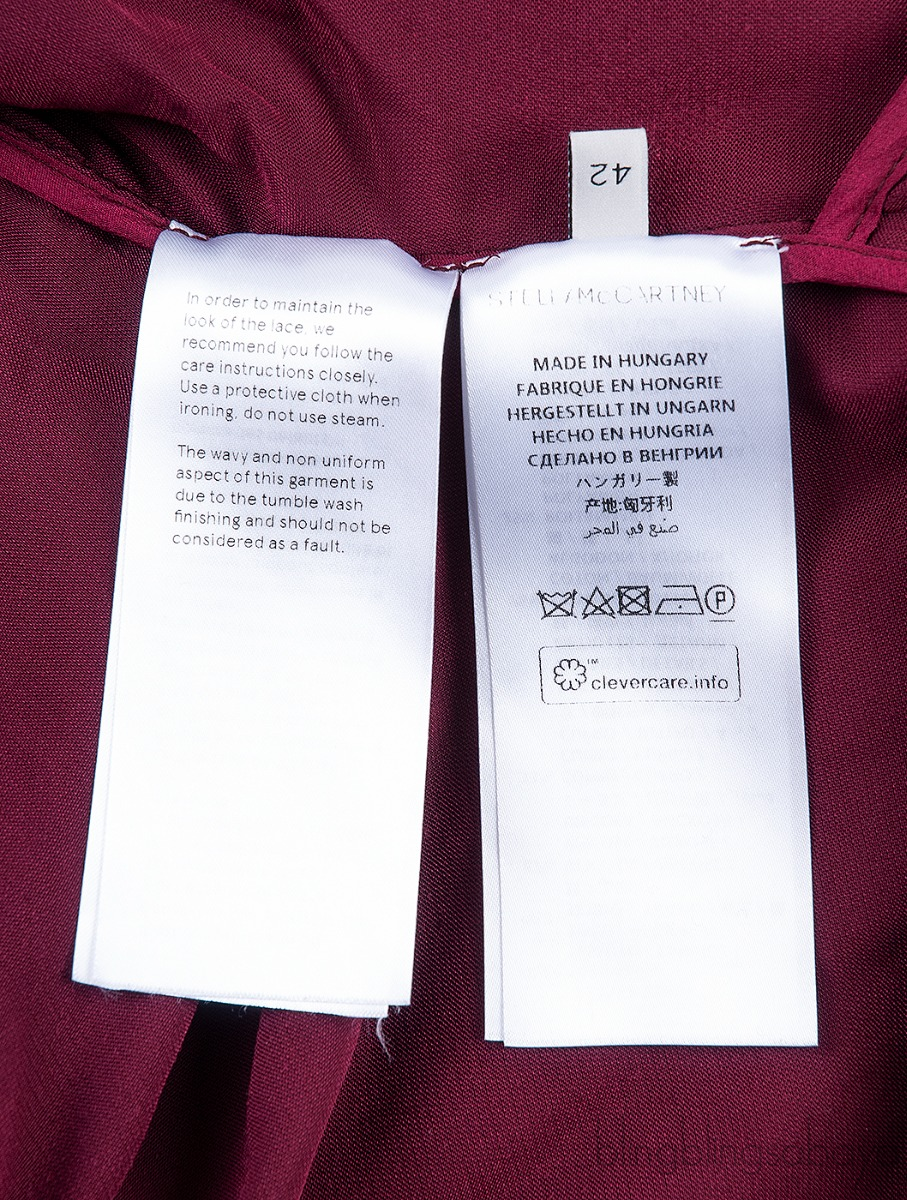 In order to maintain the
look of the lace, we
recommend you follow the
care instructions closely.
Use a protective cloth when
ironing, do not use steam.
The wavy and non uniform
aspect of this garment is
due to the tumble wash
finishing and should not be
considered as a fault.
42
STELLA McCARTNEY
MADE IN HUNGARY
FABRIQUE EN HONGRIE
HERGESTELLT IN UNGARN
HECHO EN HUNGRIA
СДЕЛАНО В ВЕНГРИИ
ハンガリー製
产地:匈牙利
صنع في المجر
P
™
clevercare.info